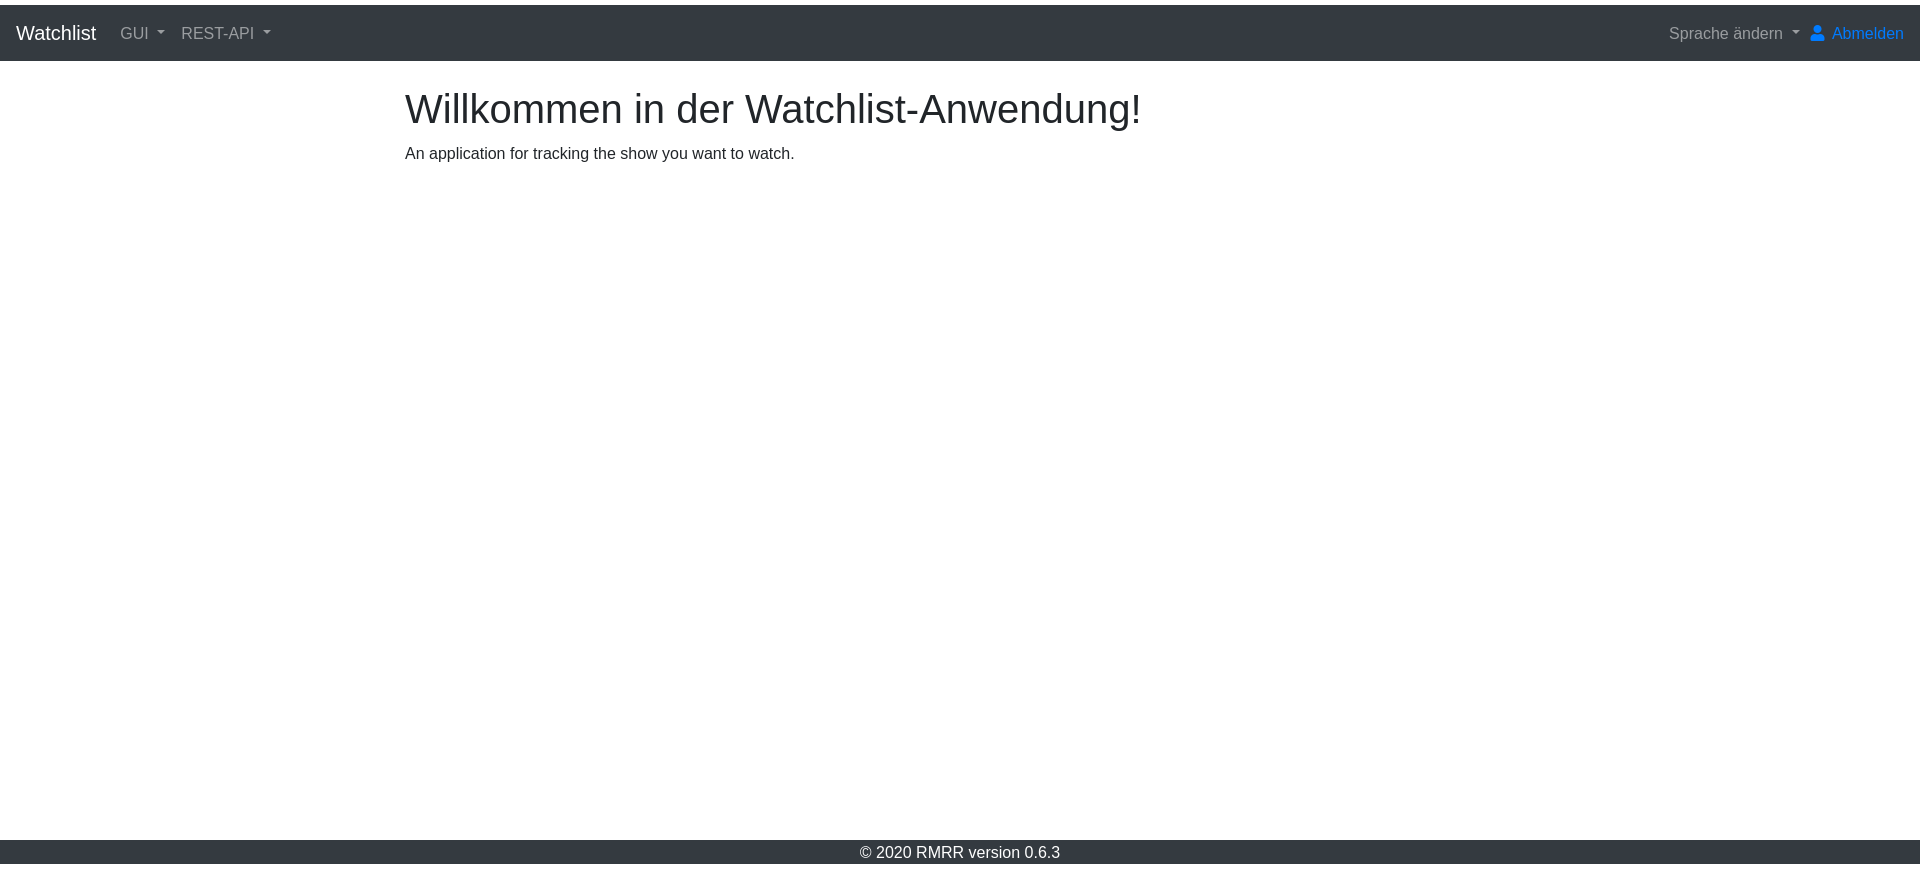 Watchlist GUI REST-API Sprache ändern Abmelden
Willkommen in der Watchlist-Anwendung!
An application for tracking the show you want to watch.
© 2020 RMRR version 0.6.3